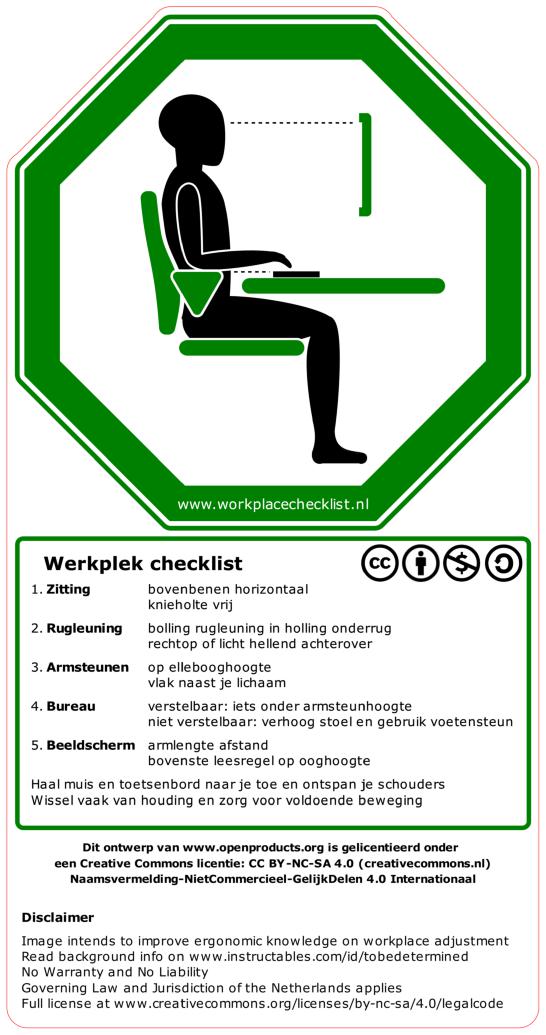 www.workplacechecklist.nl
Werkplek checklist
cc
1. Zitting bovenbenen horizontaal
knieholte vrij
2. Rugleuning bolling rugleuning in holling onderrug
rechtop of licht hellend achterover
3. Armsteunen op ellebooghoogte
vlak naast je lichaam
4. Bureau verstelbaar: iets onder armsteunhoogte
niet verstelbaar: verhoog stoel en gebruik voetensteun
5. Beeldscherm armlengte afstand
bovenste leesregel op ooghoogte
Haal muis en toetsenbord naar je toe en ontspan je schouders
Wissel vaak van houding en zorg voor voldoende beweging
Dit ontwerp van www.openproducts.org is gelicentieerd onder
een Creative Commons licentie: CC BY-NC-SA 4.0 (creativecommons.nl)
Naamsvermelding-NietCommercieel-GelijkDelen 4.0 Internationaal
Disclaimer
Image intends to improve ergonomic knowledge on workplace adjustment
Read background info on www.instructables.com/id/tobedetermined
No Warranty and No Liability
Governing Law and Jurisdiction of the Netherlands applies
Full license at www.creativecommons.org/licenses/by-nc-sa/4.0/legalcode